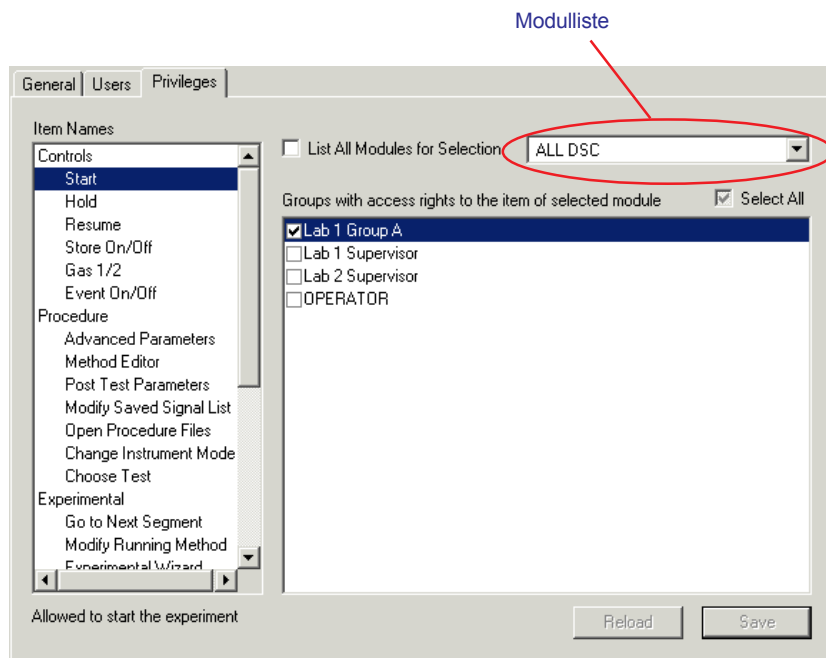 Modulliste
General Users Privileges
Item Names
Controls
Start
Hold
Resume
Store On/Off
Gas 1/2
Event On/Off
Procedure
Advanced Parameters
Method Editor
Post Test Parameters
Modify Saved Signal List
Open Procedure Files
Change Instrument Mode
Choose Test
Experimental
Go to Next Segment
Modify Running Method
Experimental Wizard
Allowed to start the experiment
List All Modules for Selection
ALL DSC
Groups with access rights to the item of selected module
Select All
Lab 1 Group A
Lab 1 Supervisor
Lab 2 Supervisor
OPERATOR
Reload
Save